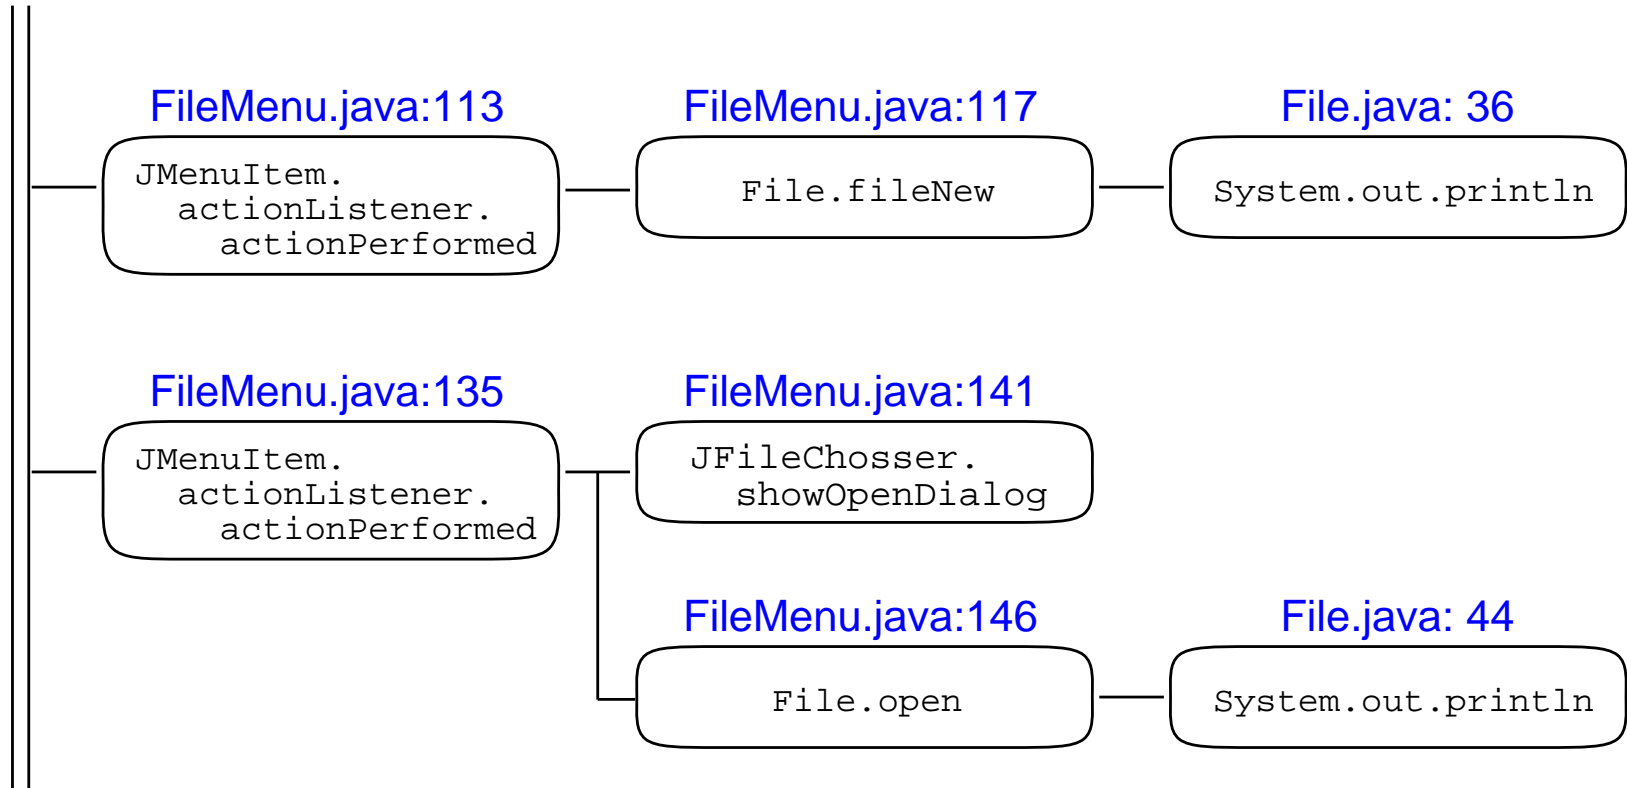 FileMenu.java:113
JMenuItem.
actionListener.
actionPerformed
FileMenu.java:117
File.fileNew
File.java: 36
System.out.println
FileMenu.java:135
JMenuItem.
actionListener.
actionPerformed
FileMenu.java:141
JFileChosser.
showOpenDialog
FileMenu.java:146
File.open
File.java: 44
System.out.println